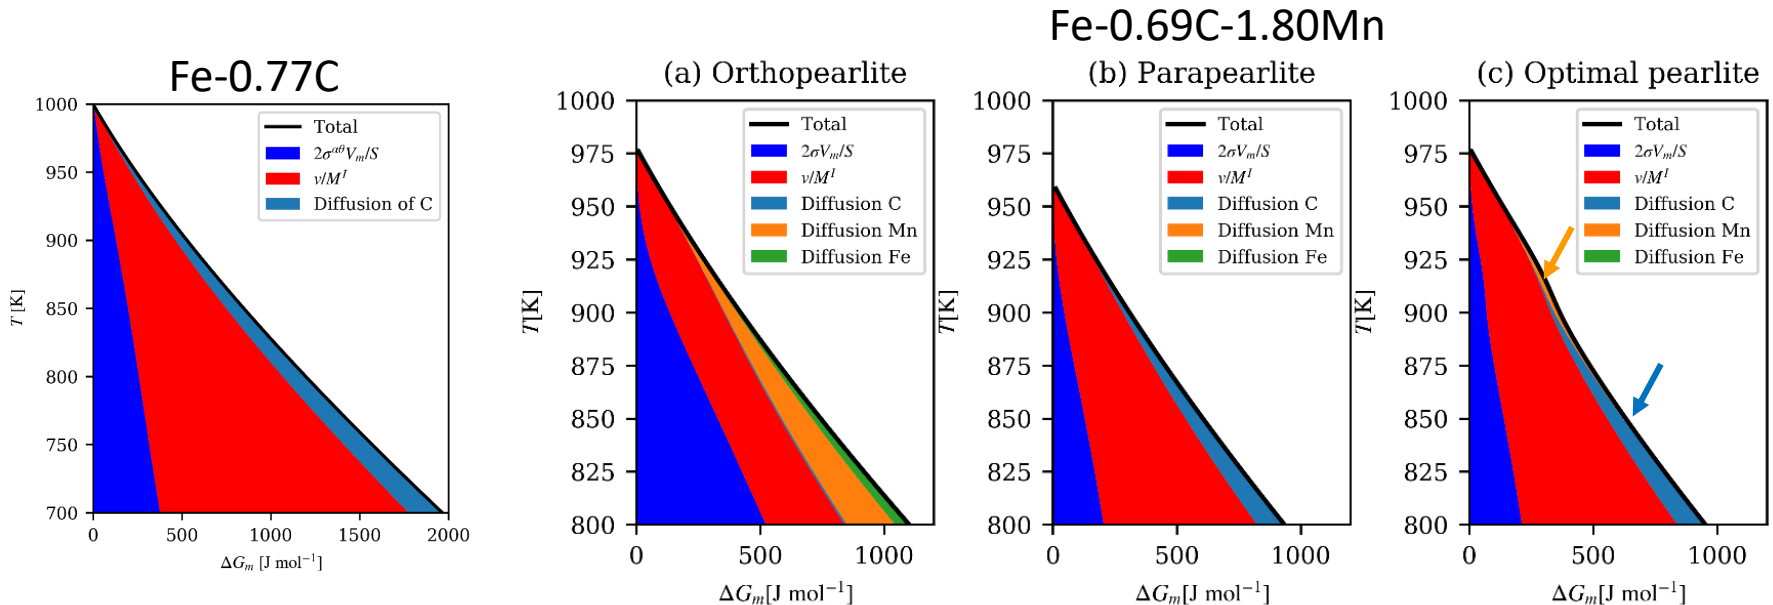 Fe-0.69C-1.80Mn
Fe-0.77C
(a) Orthopearlite
(b) Parapearlite
(c) Optimal pearlite
1000
950
900
850
800
750
700
T [K]
Total
2σ^{αθ}V_m/S
v/M^I
Diffusion of C
0
500
1000
1500
2000
ΔG_m [J mol⁻¹]
1000
975
950
925
900
875
850
825
800
T[K]
Total
2σV_m/S
v/M^I
Diffusion C
Diffusion Mn
Diffusion Fe
0
500
1000
ΔG_m[J mol⁻¹]
1000
975
950
925
900
875
850
825
800
T[K]
Total
2σV_m/S
v/M^I
Diffusion C
Diffusion Mn
Diffusion Fe
0
500
1000
ΔG_m[J mol⁻¹]
1000
975
950
925
900
875
850
825
800
T[K]
Total
2σV_m/S
v/M^I
Diffusion C
Diffusion Mn
Diffusion Fe
0
500
1000
ΔG_m[J mol⁻¹]